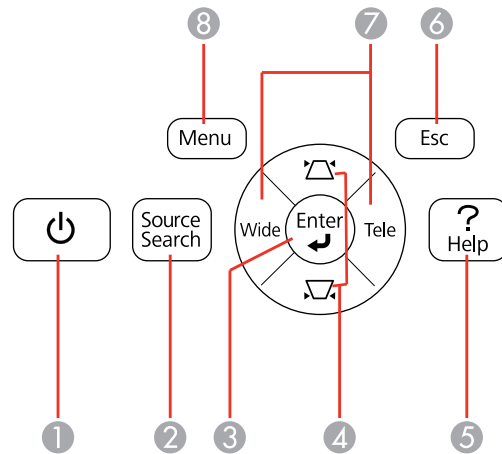 8 7 6
Menu
Esc
Source
Search
Wide
Enter
Tele
?
Help
1 2 3 4 5